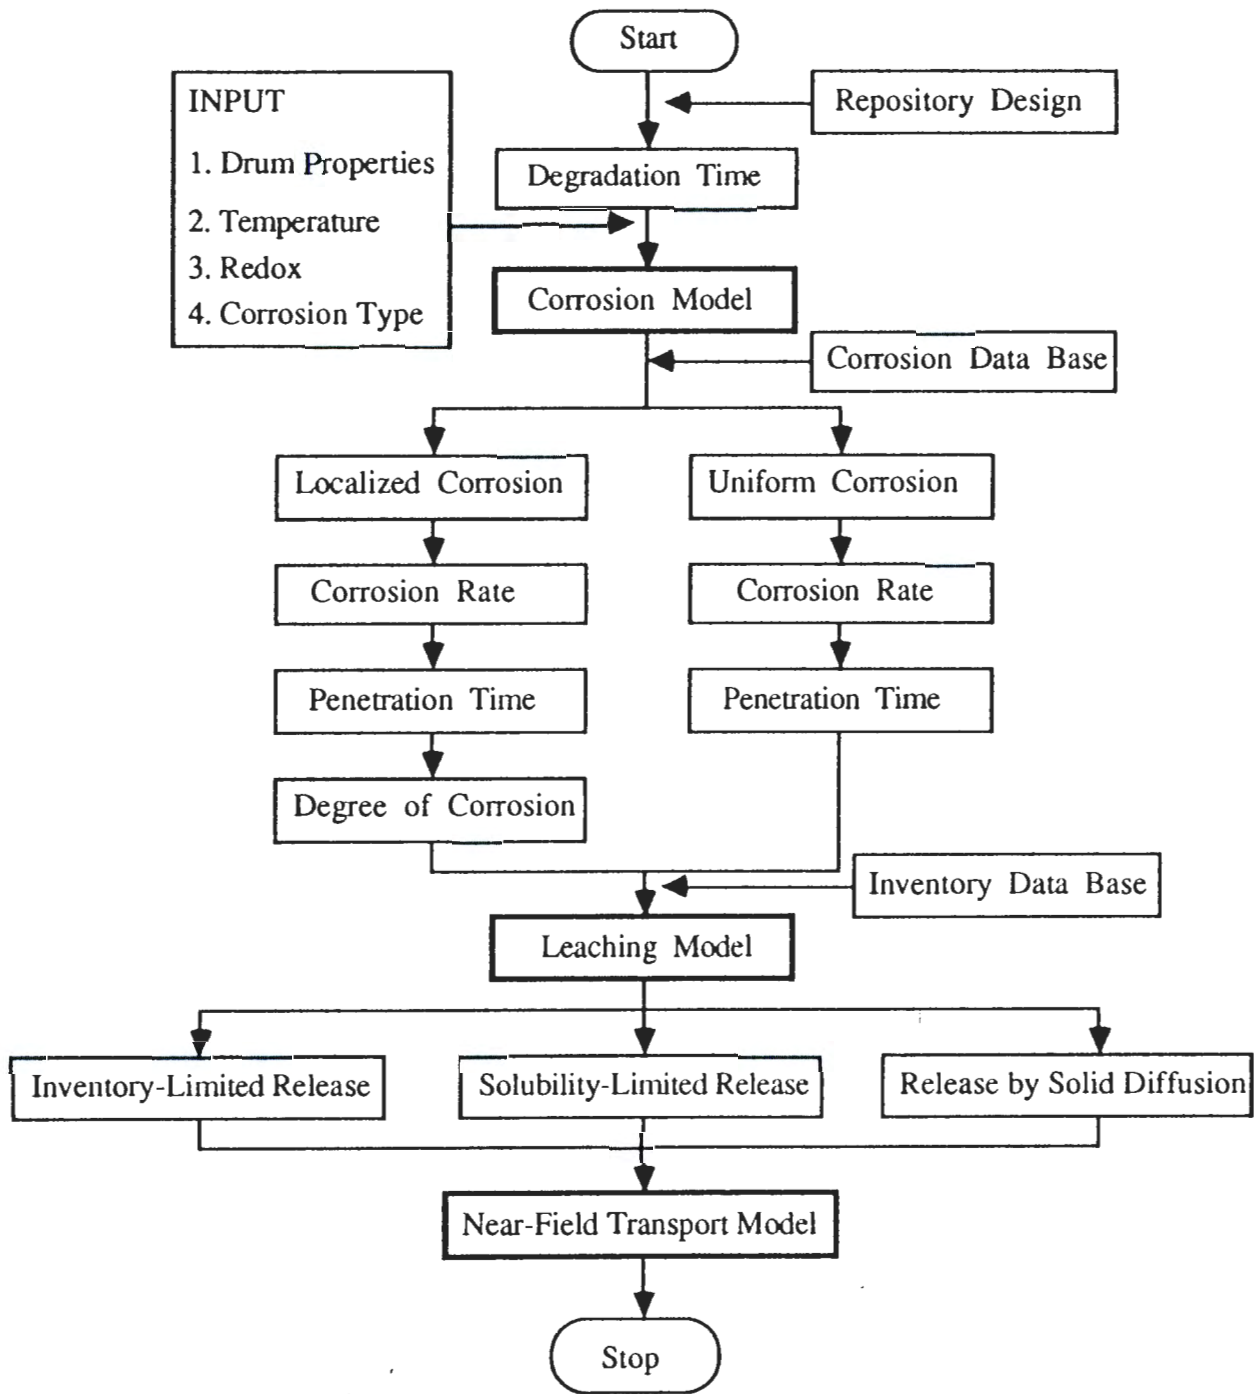 Start
INPUT
1. Drum Properties
2. Temperature
3. Redox
4. Corrosion Type
Repository Design
Degradation Time
Corrosion Model
Corrosion Data Base
Localized Corrosion
Uniform Corrosion
Corrosion Rate
Corrosion Rate
Penetration Time
Penetration Time
Degree of Corrosion
Inventory Data Base
Leaching Model
Inventory-Limited Release
Solubility-Limited Release
Release by Solid Diffusion
Near-Field Transport Model
Stop